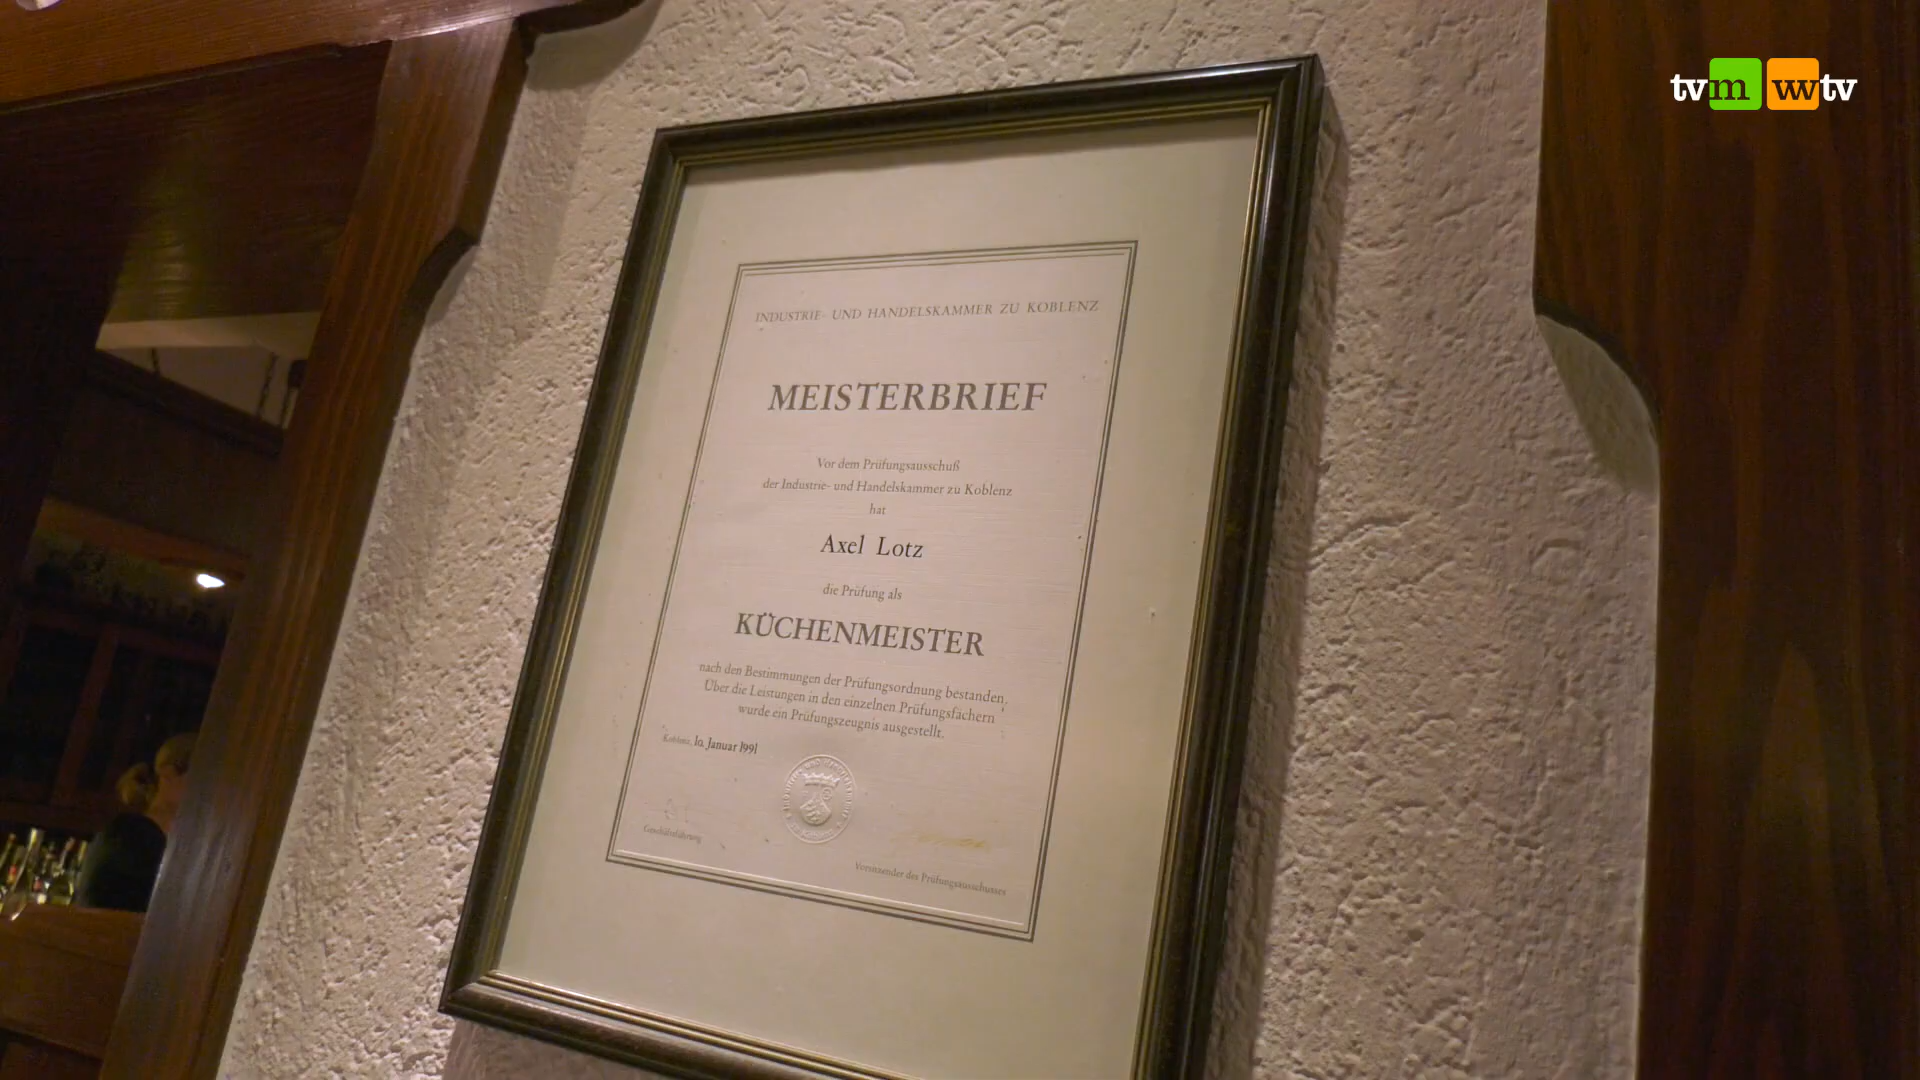 tvm wwtv
INDUSTRIE- UND HANDELSKAMMER ZU KOBLENZ
MEISTERBRIEF
Vor dem Prüfungsausschuß
der Industrie- und Handelskammer zu Koblenz
hat
Axel Lotz
die Prüfung als
KÜCHENMEISTER
nach den Bestimmungen der Prüfungsordnung bestanden.
Über die Leistungen in den einzelnen Prüfungsfächern
wurde ein Prüfungszeugnis ausgestellt.
Koblenz, 10. Januar 1991
Geschäftsführung
Vorsitzender des Prüfungsausschusses